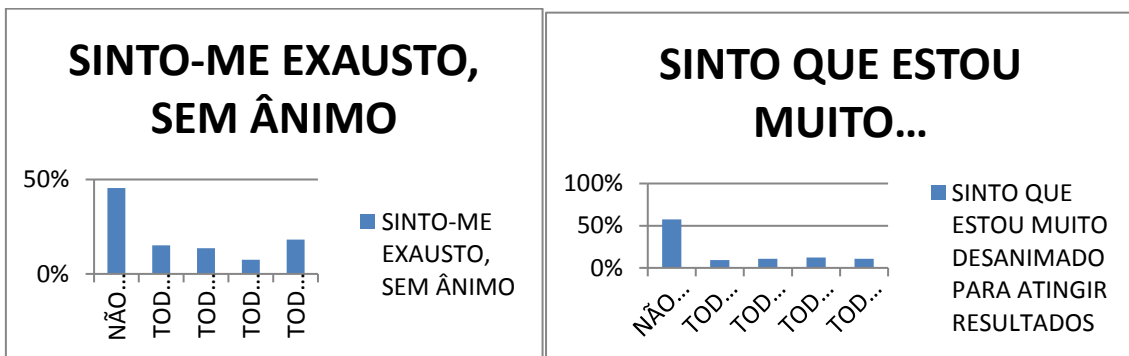 SINTO-ME EXAUSTO,
SEM ÂNIMO
50%
0%
NÃO...
TOD...
TOD...
TOD...
TOD...
SINTO-ME
EXAUSTO,
SEM ÂNIMO
SINTO QUE ESTOU
MUITO...
100%
50%
0%
NÃO...
TOD...
TOD...
TOD...
TOD...
SINTO QUE
ESTOU MUITO
DESANIMADO
PARA ATINGIR
RESULTADOS